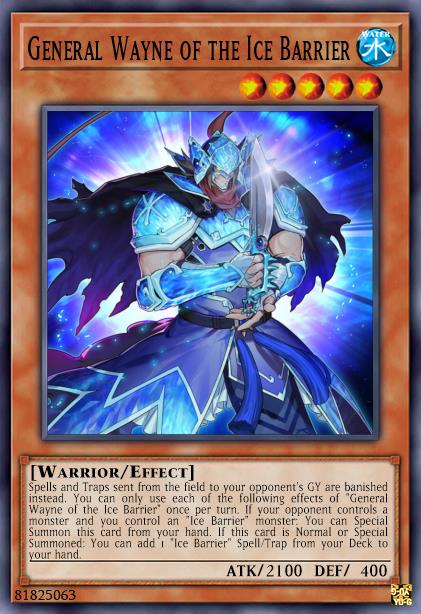 General Wayne of the Ice Barrier
WATER
水
[Warrior/Effect]
Spells and Traps sent from the field to your opponent's GY are banished
instead. You can only use each of the following effects of "General
Wayne of the Ice Barrier" once per turn. If your opponent controls a
monster and you control an "Ice Barrier" monster: You can Special
Summon this card from your hand. If this card is Normal or Special
Summoned: You can add 1 "Ice Barrier" Spell/Trap from your Deck to
your hand.
ATK/2100 DEF/ 400
81825063